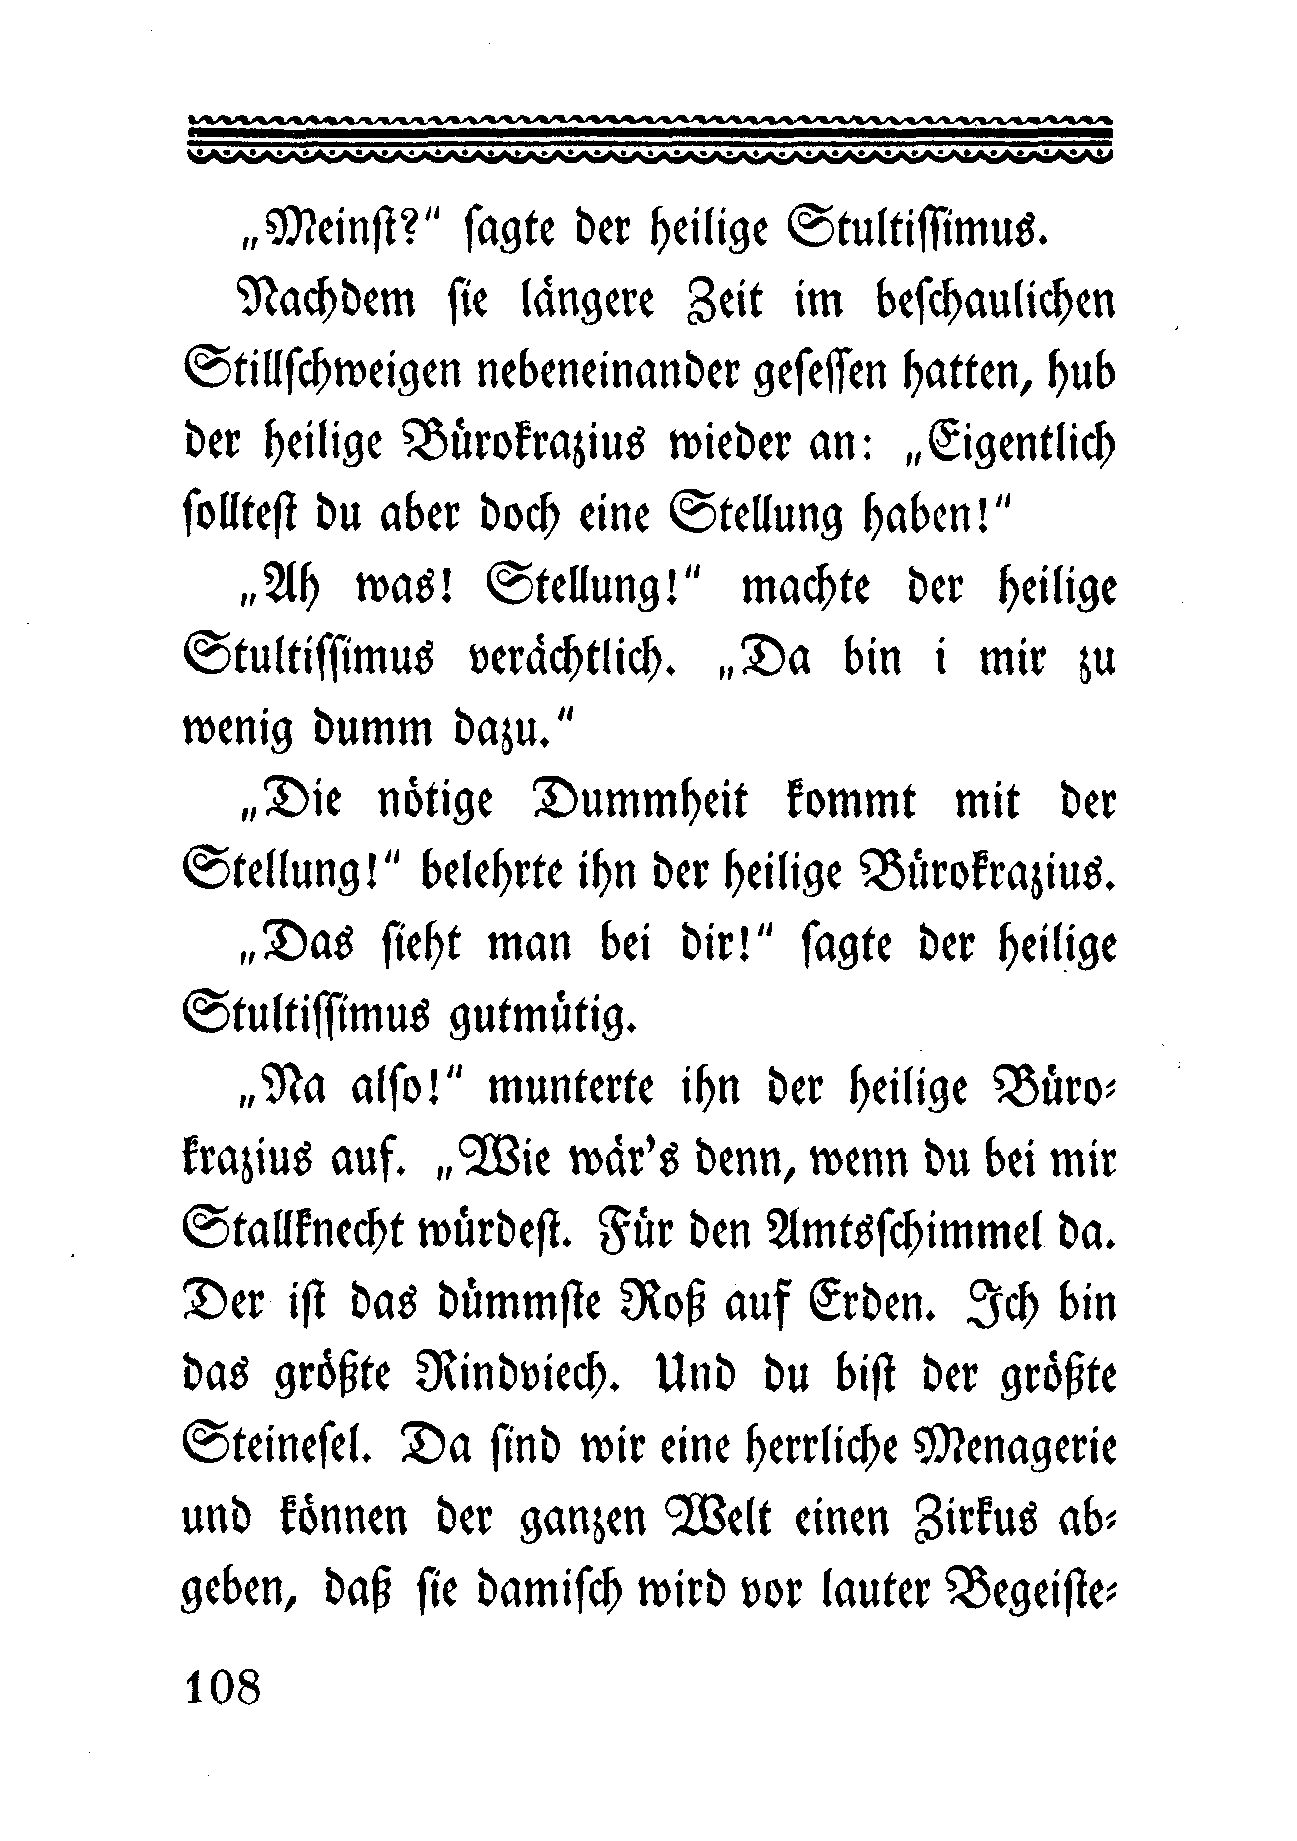 „Meinst?“ sagte der heilige Stultissimus.
Nachdem sie längere Zeit im beschaulichen
Stillschweigen nebeneinander gesessen hatten, hub
der heilige Bürokrazius wieder an: „Eigentlich
solltest du aber doch eine Stellung haben!“
„Ah was! Stellung!“ machte der heilige
Stultissimus verächtlich. „Da bin i mir zu
wenig dumm dazu.“
„Die nötige Dummheit kommt mit der
Stellung!“ belehrte ihn der heilige Bürokrazius.
„Das sieht man bei dir!“ sagte der heilige
Stultissimus gutmütig.
„Na also!“ munterte ihn der heilige Büro-
krazius auf. „Wie wär's denn, wenn du bei mir
Stallknecht würdest. Für den Amtsschimmel da.
Der ist das dümmste Roß auf Erden. Ich bin
das größte Rindviech. Und du bist der größte
Steinesel. Da sind wir eine herrliche Menagerie
und können der ganzen Welt einen Zirkus ab-
geben, daß sie damisch wird vor lauter Begeiste-
108